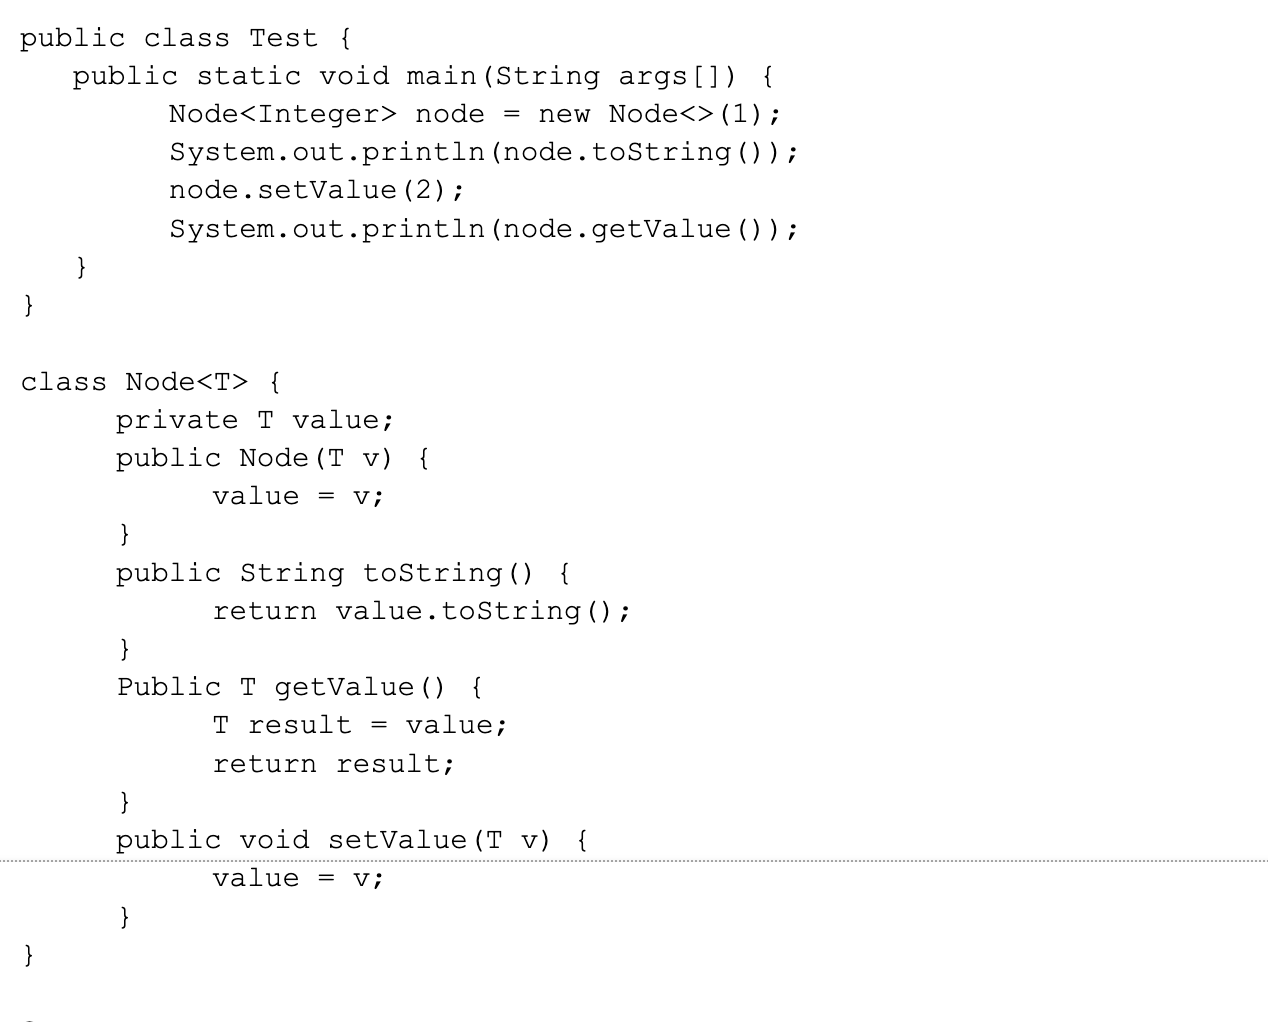 public class Test {
public static void main(String args[]) {
Node<Integer> node = new Node<>(1);
System.out.println(node.toString());
node.setValue(2);
System.out.println(node.getValue());
}
}
class Node<T> {
private T value;
public Node(T v) {
value = v;
}
public String toString() {
return value.toString();
}
Public T getValue() {
T result = value;
return result;
}
public void setValue(T v) {
value = v;
}
}